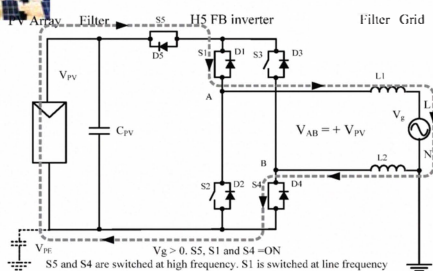 PV Array Filter H5 FB inverter Filter Grid
S5
D5
S1 D1 S3 D3
VPV
CPV
A
L1
Vg
L
N
VAB = + VPV
B
L2
S2 D2 S4 D4
VPE
Vg > 0. S5, S1 and S4 =ON
S5 and S4 are switched at high frequency. S1 is switched at line frequency